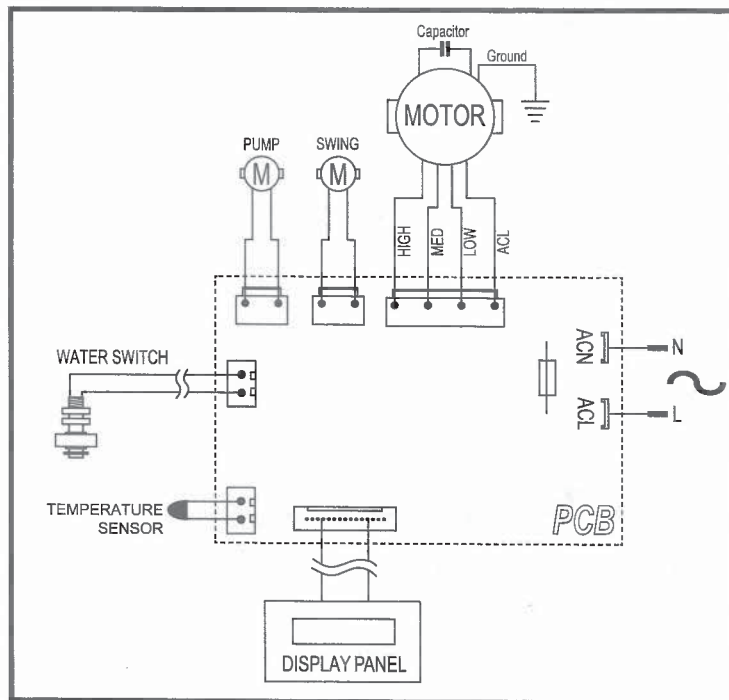 Capacitor
Ground
MOTOR
PUMP
SWING
M
M
HIGH
MED
LOW
ACL
WATER SWITCH
ACN
N
ACL
L
TEMPERATURE
SENSOR
PCB
DISPLAY PANEL